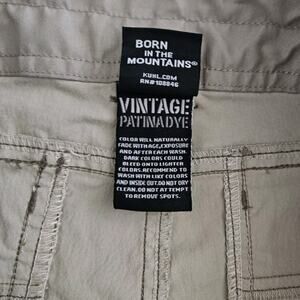 BORN
IN THE
MOUNTAINS®
KUHL.COM
RN#108846
VINTAGE
PATINADYE
COLOR WILL NATURALLY
FADE WITH AGE, EXPOSURE
AND AFTER EACH WASH.
DARK COLORS COULD
BLEED ONTO LIGHTER
COLORS. RECOMMEND TO
WASH WITH LIKE COLORS
AND INSIDE OUT. DO NOT DRY
CLEAN. DO NOT ATTEMPT
TO REMOVE SPOTS.